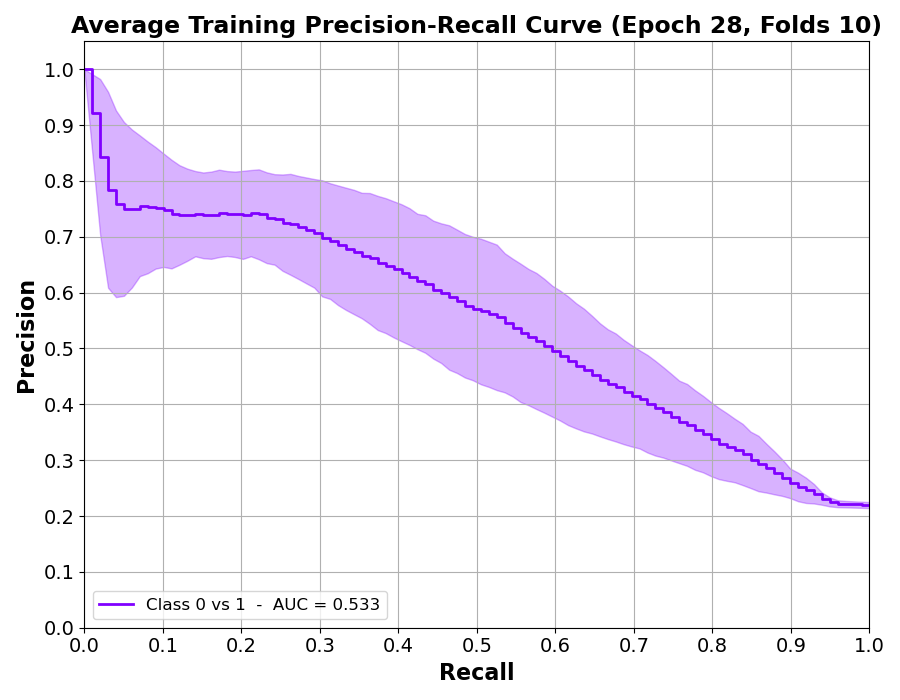 Average Training Precision-Recall Curve (Epoch 28, Folds 10)
1.0
0.9
0.8
0.7
0.6
0.5
0.4
0.3
0.2
0.1
0.0
Precision
Class 0 vs 1 - AUC = 0.533
0.0 0.1 0.2 0.3 0.4 0.5 0.6 0.7 0.8 0.9 1.0
Recall